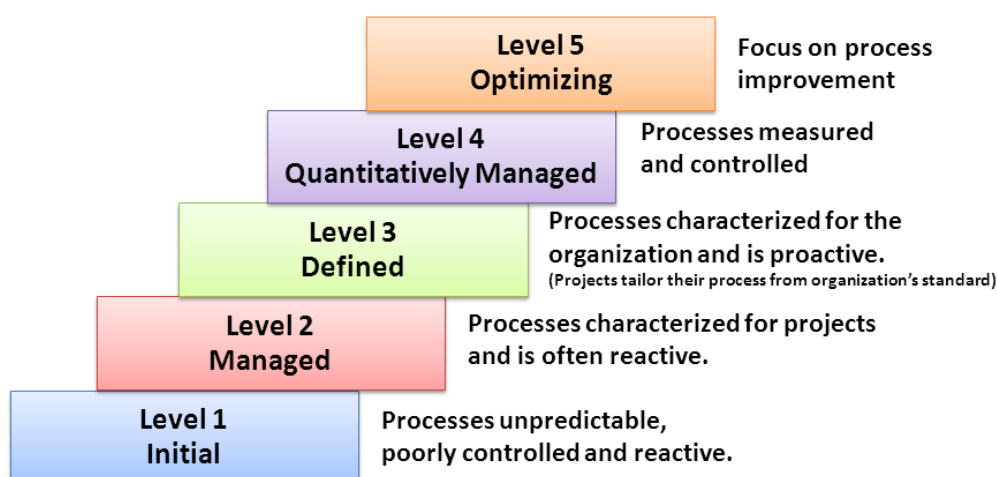 Level 5
Optimizing
Focus on process
improvement
Level 4
Quantitatively Managed
Processes measured
and controlled
Level 3
Defined
Processes characterized for the
organization and is proactive.
(Projects tailor their process from organization’s standard)
Level 2
Managed
Processes characterized for projects
and is often reactive.
Level 1
Initial
Processes unpredictable,
poorly controlled and reactive.